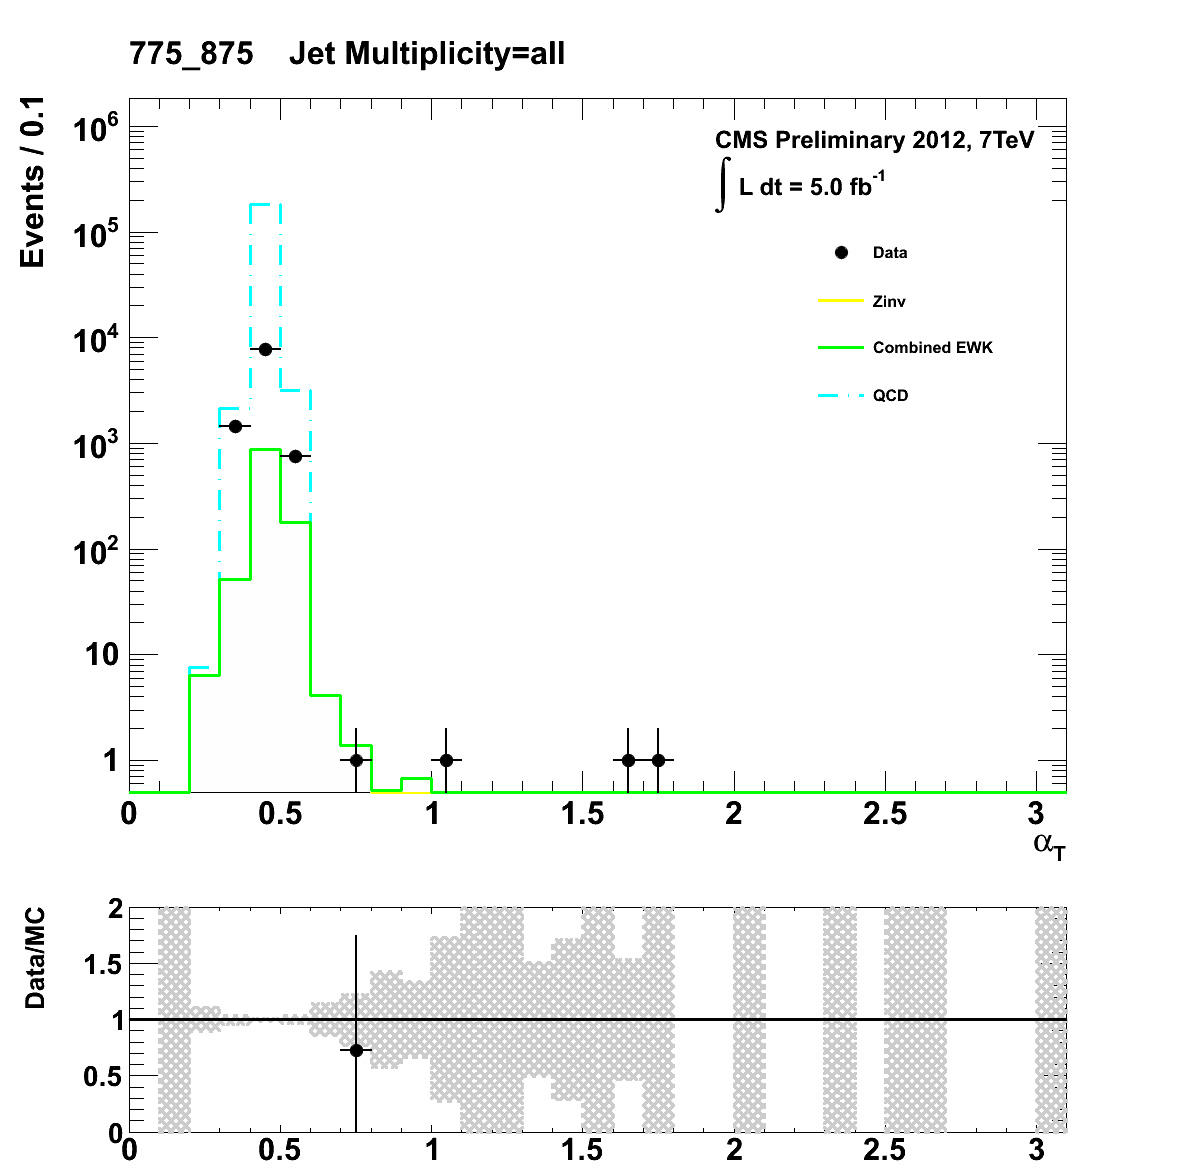 775_875 Jet Multiplicity=all
Events / 0.1
10^6
10^5
10^4
10^3
10^2
10
1
CMS Preliminary 2012, 7TeV
∫ L dt = 5.0 fb^-1
Data
Zinv
Combined EWK
QCD
0 0.5 1 1.5 2 2.5 3
α_T
Data/MC
2
1.5
1
0.5
0
0 0.5 1 1.5 2 2.5 3